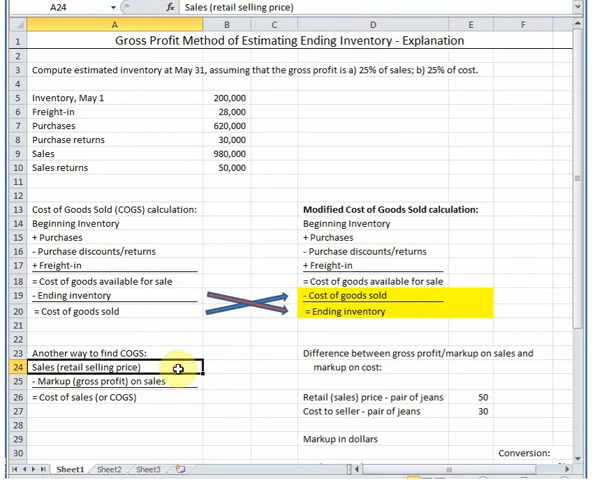 A24 fx Sales (retail selling price)
A B C D E F
1 Gross Profit Method of Estimating Ending Inventory - Explanation
2
3 Compute estimated inventory at May 31, assuming that the gross profit is a) 25% of sales; b) 25% of cost.
4
5 Inventory, May 1 200,000
6 Freight-in 28,000
7 Purchases 620,000
8 Purchase returns 30,000
9 Sales 980,000
10 Sales returns 50,000
11
12
13 Cost of Goods Sold (COGS) calculation: Modified Cost of Goods Sold calculation:
14 Beginning Inventory Beginning Inventory
15 + Purchases + Purchases
16 - Purchase discounts/returns - Purchase discounts/returns
17 + Freight-in + Freight-in
18 = Cost of goods available for sale = Cost of goods available for sale
19 - Ending inventory - Cost of goods sold
20 = Cost of goods sold = Ending inventory
21
22
23 Another way to find COGS: Difference between gross profit/markup on sales and
24 Sales (retail selling price) markup on cost:
25 - Markup (gross profit) on sales
26 = Cost of sales (or COGS) Retail (sales) price - pair of jeans 50
27 Cost to seller - pair of jeans 30
28
29 Markup in dollars
30 Conversion:
Sheet1 Sheet2 Sheet3